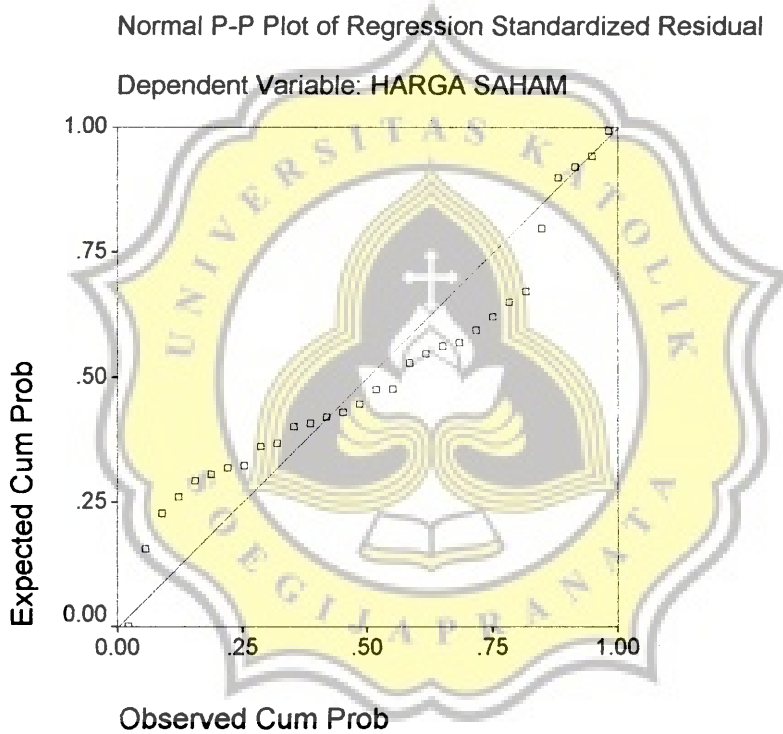 Normal P-P Plot of Regression Standardized Residual
Dependent Variable: HARGA SAHAM
1.00
.75
.50
.25
0.00
Expected Cum Prob
0.00 .25 .50 .75 1.00
Observed Cum Prob
UNIVERSITAS KATOLIK
SOEGIJAPRANATA